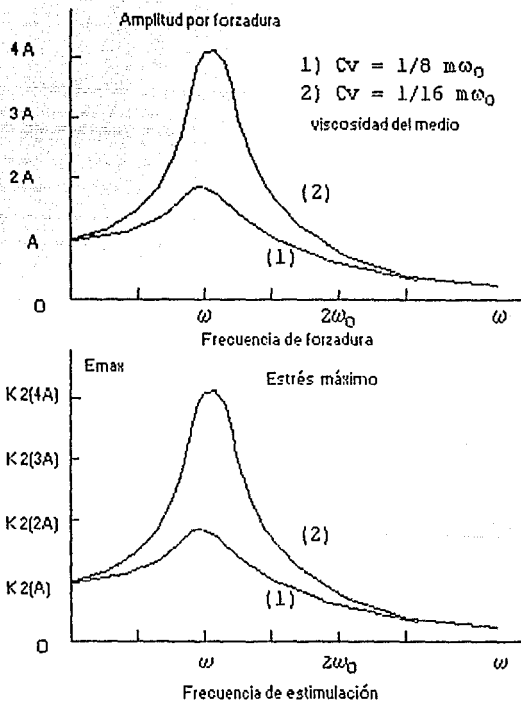 Amplitud por forzadura
4A
3A
2A
A
0
1) Cv = 1/8 mω₀
2) Cv = 1/16 mω₀
viscosidad del medio
(2)
(1)
ω
2ω₀
ω
Frecuencia de forzadura
Emax
Estrés máximo
K2(4A)
K2(3A)
K2(2A)
K2(A)
0
(2)
(1)
ω
2ω₀
ω
Frecuencia de estimulación